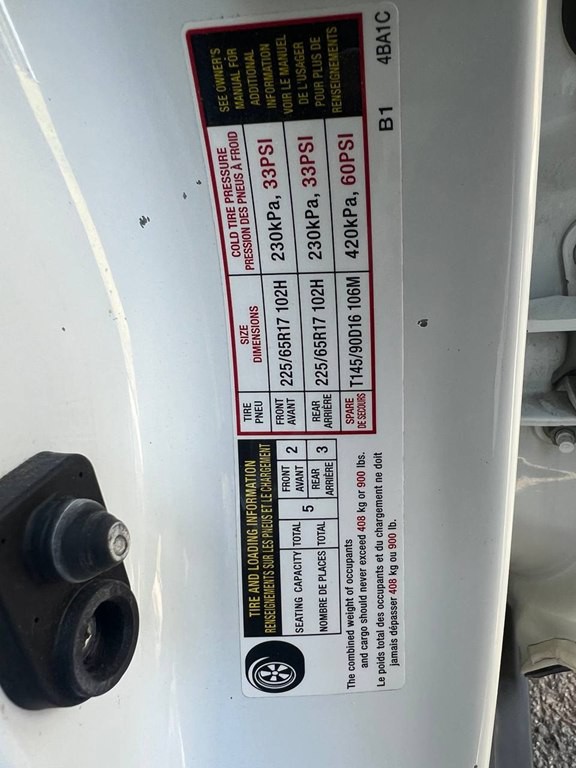 TIRE AND LOADING INFORMATION
RENSEIGNEMENTS SUR LES PNEUS ET LE CHARGEMENT
SEATING CAPACITY TOTAL 5 FRONT AVANT 2
NOMBRE DE PLACES TOTAL REAR ARRIÈRE 3
The combined weight of occupants
and cargo should never exceed 408 kg or 900 lbs.
Le poids total des occupants et du chargement ne doit
jamais dépasser 408 kg ou 900 lb.
TIRE PNEU SIZE DIMENSIONS COLD TIRE PRESSURE PRESSION DES PNEUS À FROID
FRONT AVANT 225/65R17 102H 230kPa, 33PSI
REAR ARRIÈRE 225/65R17 102H 230kPa, 33PSI
SPARE DE SECOURS T145/90D16 106M 420kPa, 60PSI
SEE OWNER'S
MANUAL FOR
ADDITIONAL
INFORMATION
VOIR LE MANUEL
DE L'USAGER
POUR PLUS DE
RENSEIGNEMENTS
B1 4BA1C